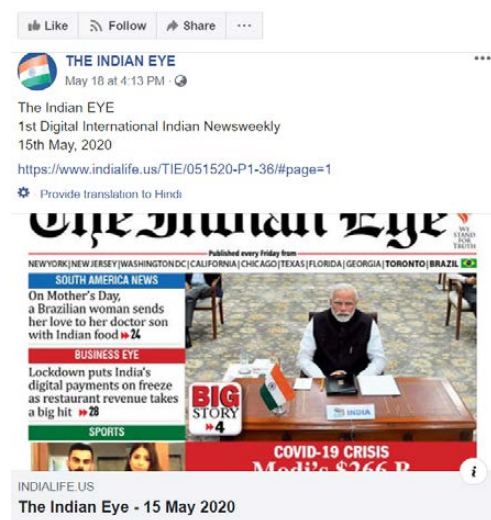 Like Follow Share ...
THE INDIAN EYE
May 18 at 4:13 PM
The Indian EYE
1st Digital International Indian Newsweekly
15th May, 2020
https://www.indialife.us/TIE/051520-P1-36/#page=1
Provide translation to Hindi
The Indian Eye
WE
STAND
FOR
TRUTH
Published every Friday from
NEW YORK|NEW JERSEY|WASHINGTON DC|CALIFORNIA|CHICAGO|TEXAS|FLORIDA|GEORGIA|TORONTO|BRAZIL
SOUTH AMERICA NEWS
On Mother's Day,
a Brazilian woman sends
her love to her doctor son
with Indian food 24
BUSINESS EYE
Lockdown puts India's
digital payments on freeze
as restaurant revenue takes
a big hit 28
SPORTS
BIG
STORY
4
INDIA
COVID-19 CRISIS
Modi's $266 B
i
INDIALIFE.US
The Indian Eye - 15 May 2020